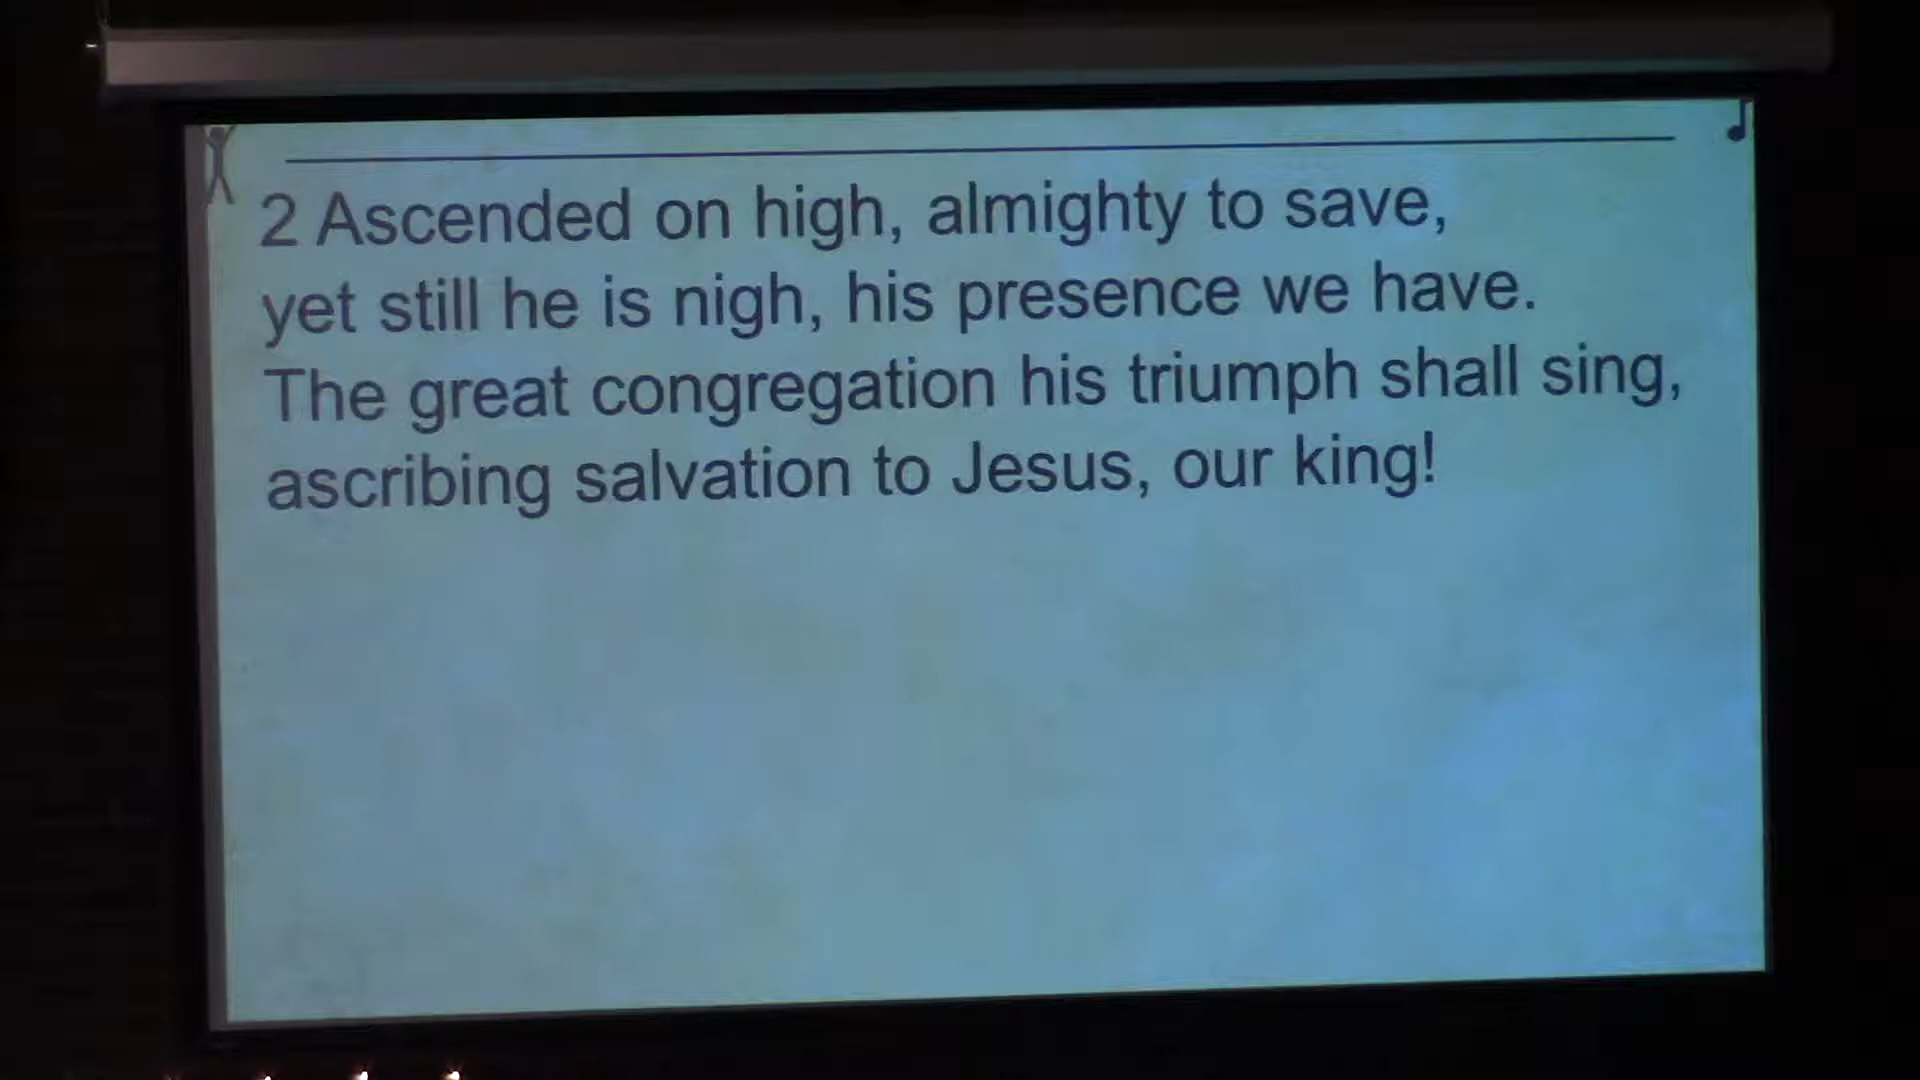 2 Ascended on high, almighty to save,
yet still he is nigh, his presence we have.
The great congregation his triumph shall sing,
ascribing salvation to Jesus, our king!